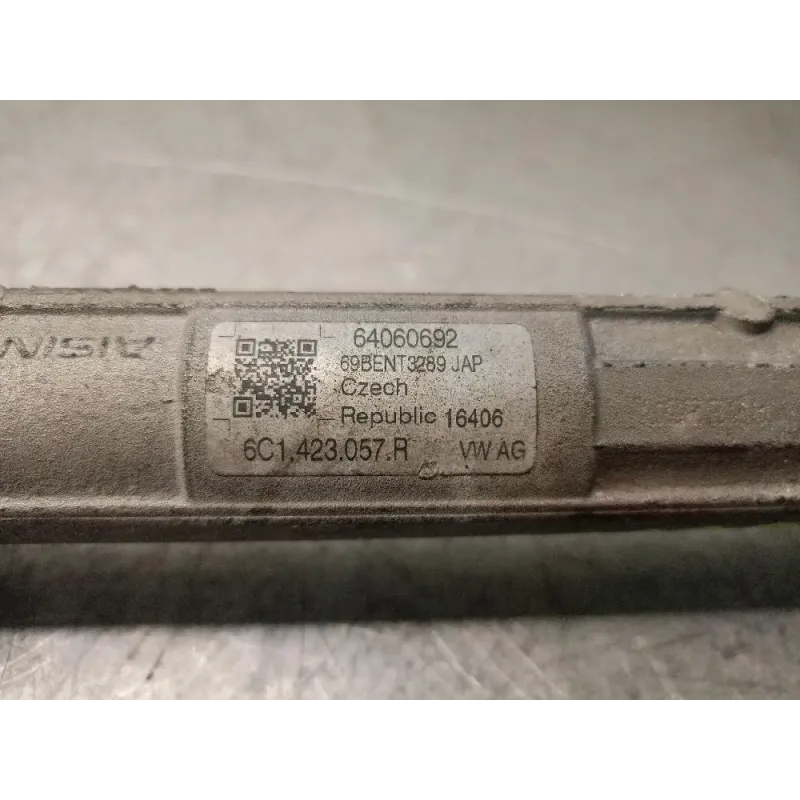 64060692
69BENT3289 JAP
Czech
Republic 16406
6C1.423.057.R VW AG